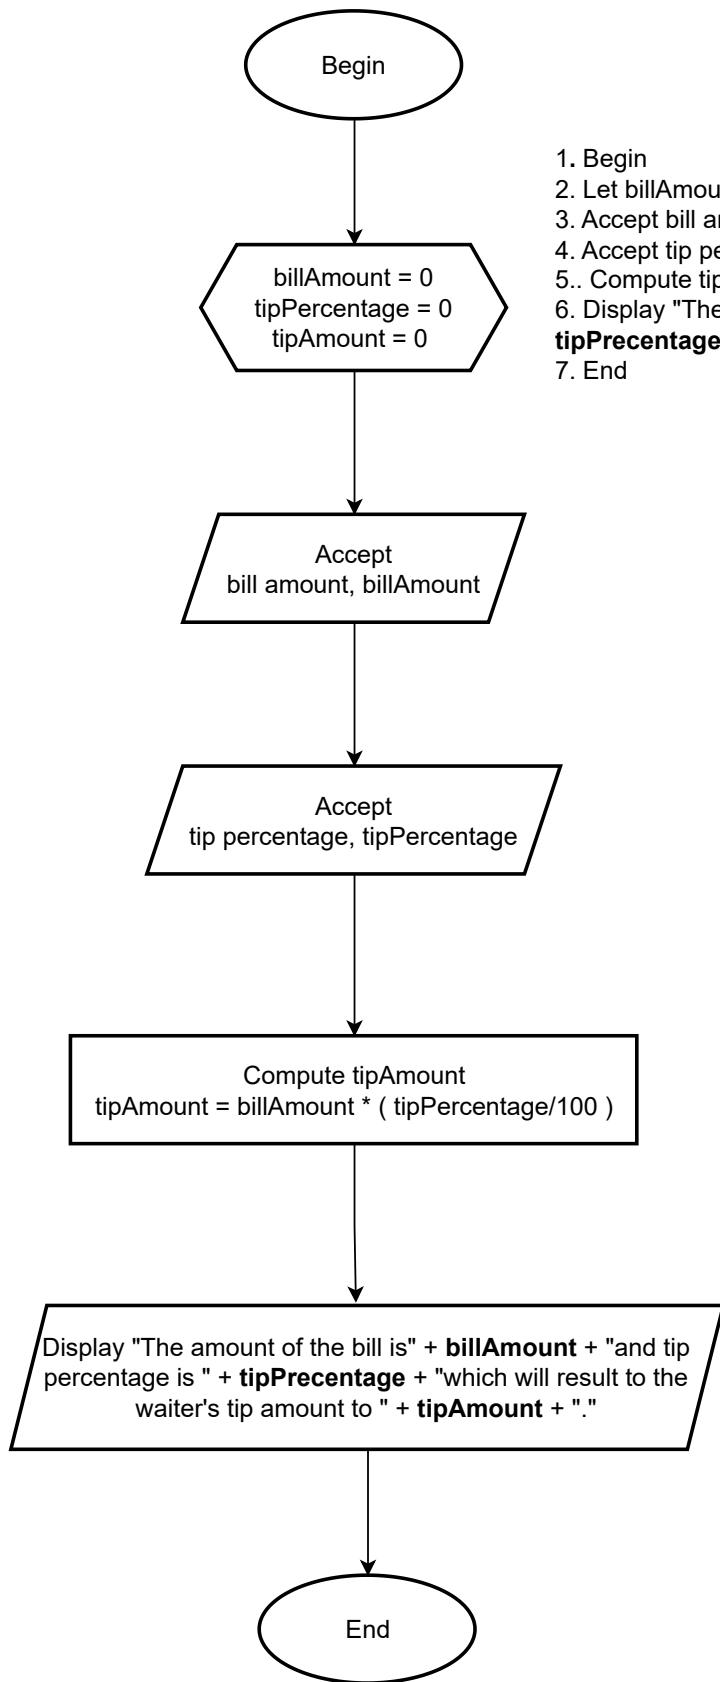 Begin
1. Begin
2. Let billAmou
3. Accept bill a
4. Accept tip pe
5.. Compute tip
6. Display "The
tipPrecentage
7. End
billAmount = 0
tipPercentage = 0
tipAmount = 0
Accept
bill amount, billAmount
Accept
tip percentage, tipPercentage
Compute tipAmount
tipAmount = billAmount * ( tipPercentage/100 )
Display "The amount of the bill is" + billAmount + "and tip
percentage is " + tipPrecentage + "which will result to the
waiter's tip amount to " + tipAmount + "."
End